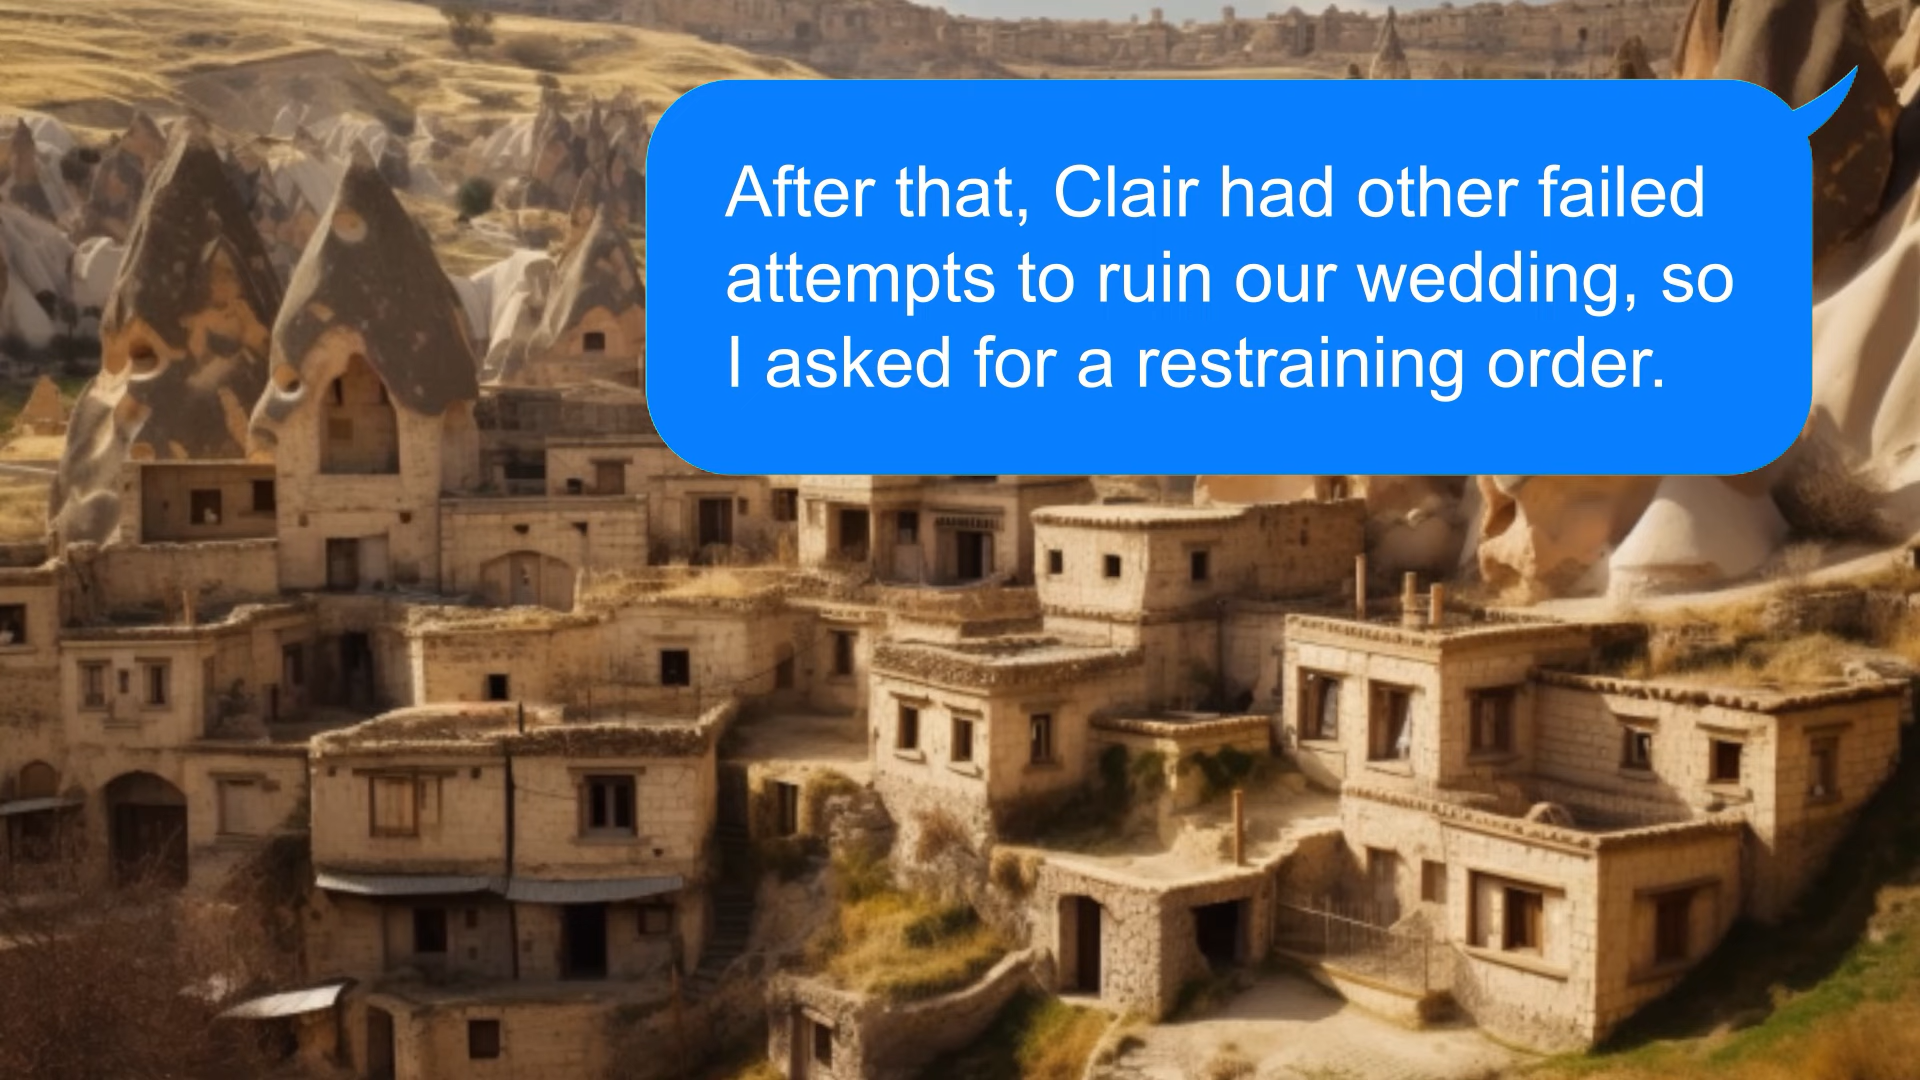 After that, Clair had other failed
attempts to ruin our wedding, so
I asked for a restraining order.